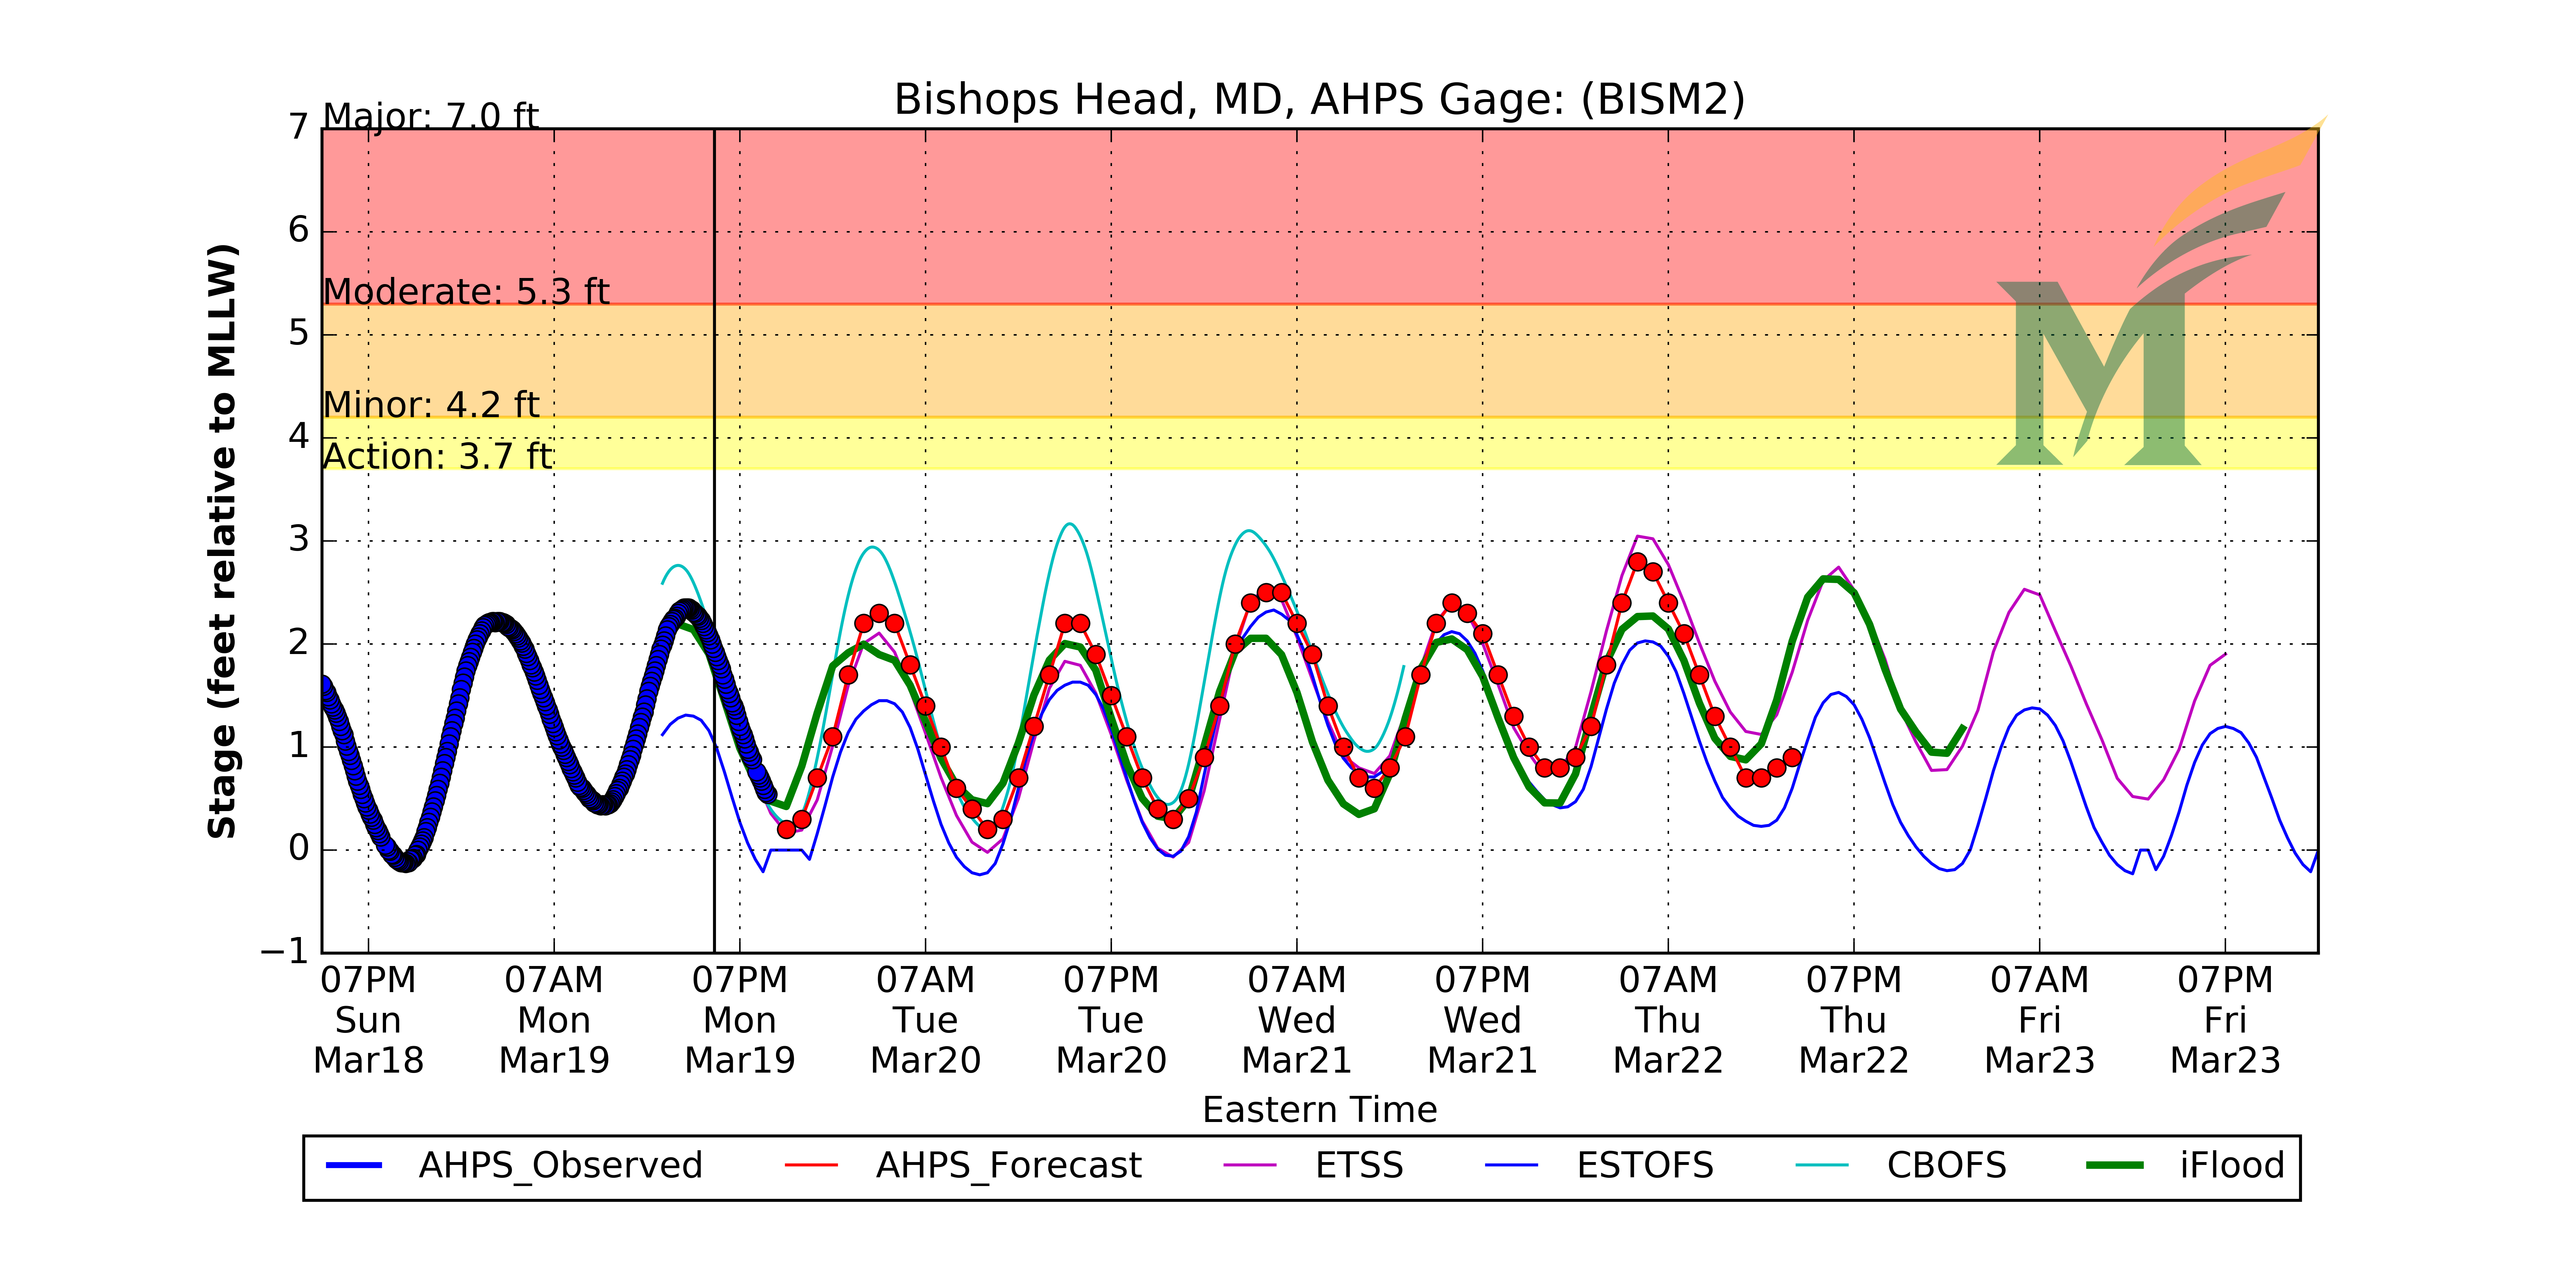 Bishops Head, MD, AHPS Gage: (BISM2)
Major: 7.0 ft
Moderate: 5.3 ft
Minor: 4.2 ft
Action: 3.7 ft
7
6
5
4
3
2
1
0
−1
Stage (feet relative to MLLW)
07PM 07AM 07PM 07AM 07PM 07AM 07PM 07AM 07PM 07AM 07PM
Sun Mon Mon Tue Tue Wed Wed Thu Thu Fri Fri
Mar18 Mar19 Mar19 Mar20 Mar20 Mar21 Mar21 Mar22 Mar22 Mar23 Mar23
Eastern Time
AHPS_Observed AHPS_Forecast ETSS ESTOFS CBOFS iFlood
M